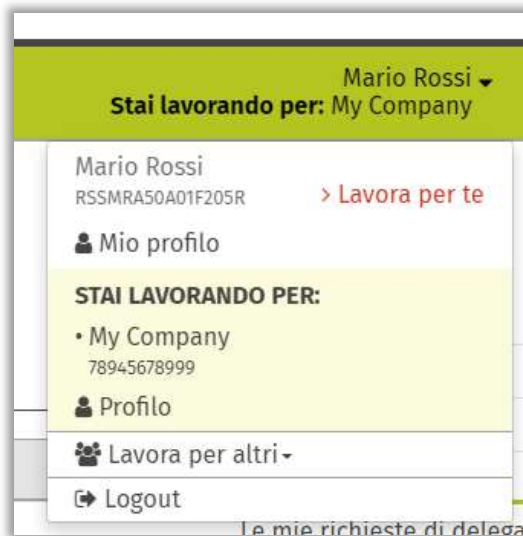 Mario Rossi
Stai lavorando per: My Company
Mario Rossi
RSSMRA50A01F205R
> Lavora per te
Mio profilo
STAI LAVORANDO PER:
• My Company
78945678999
Profilo
Lavora per altri
Logout
Le mie richieste di delega